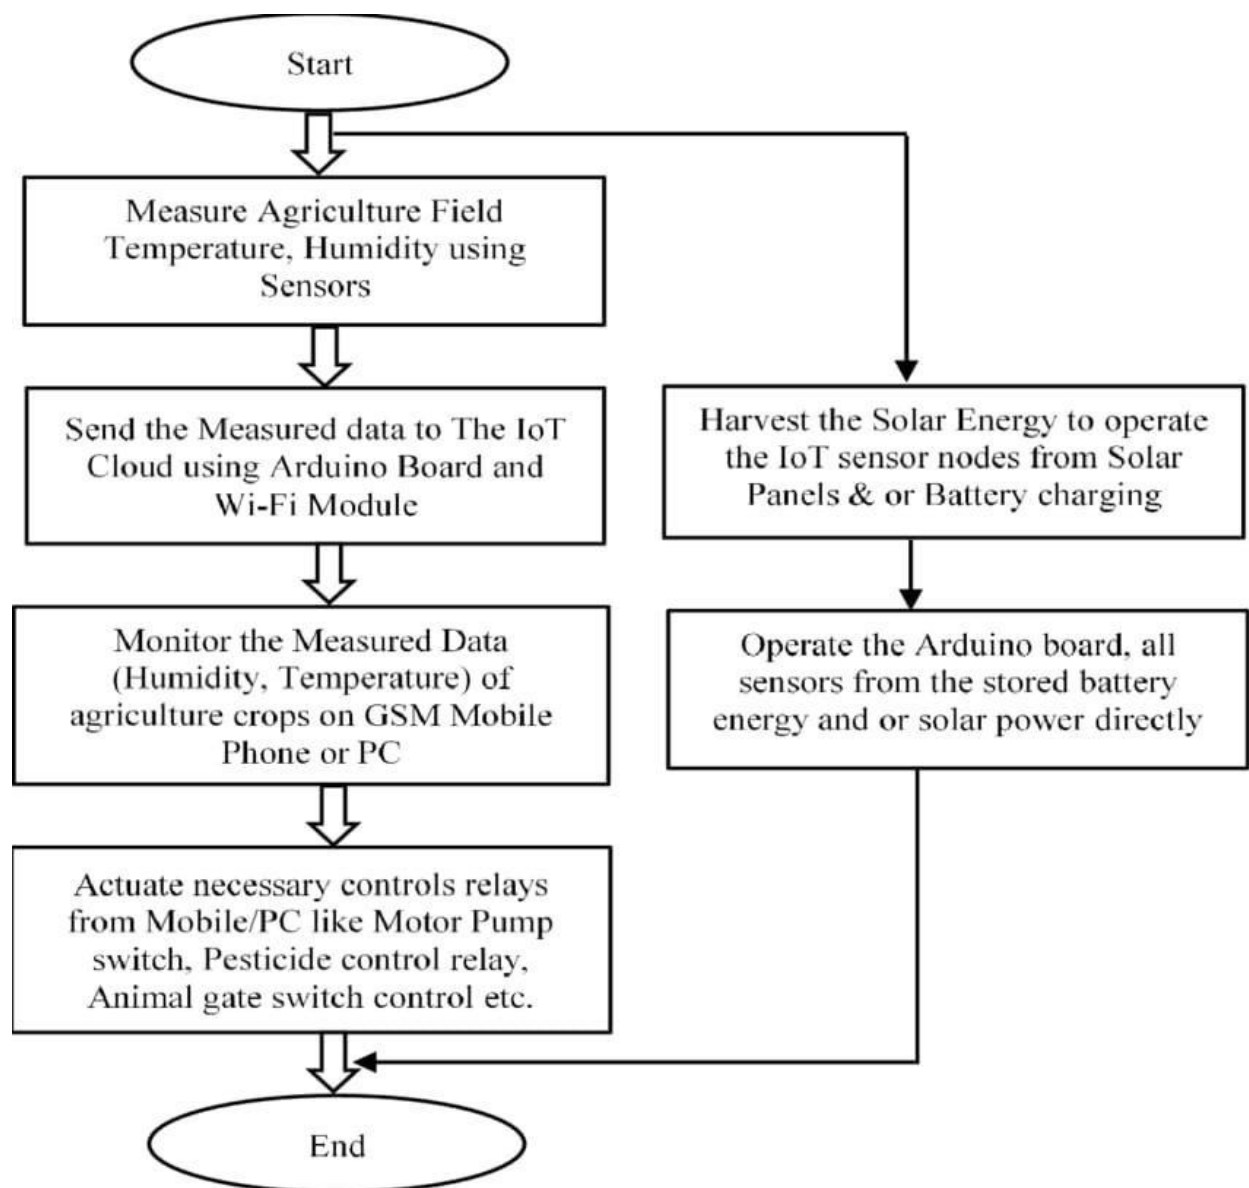 Start
Measure Agriculture Field
Temperature, Humidity using
Sensors
Send the Measured data to The IoT
Cloud using Arduino Board and
Wi-Fi Module
Monitor the Measured Data
(Humidity, Temperature) of
agriculture crops on GSM Mobile
Phone or PC
Actuate necessary controls relays
from Mobile/PC like Motor Pump
switch, Pesticide control relay,
Animal gate switch control etc.
Harvest the Solar Energy to operate
the IoT sensor nodes from Solar
Panels & or Battery charging
Operate the Arduino board, all
sensors from the stored battery
energy and or solar power directly
End